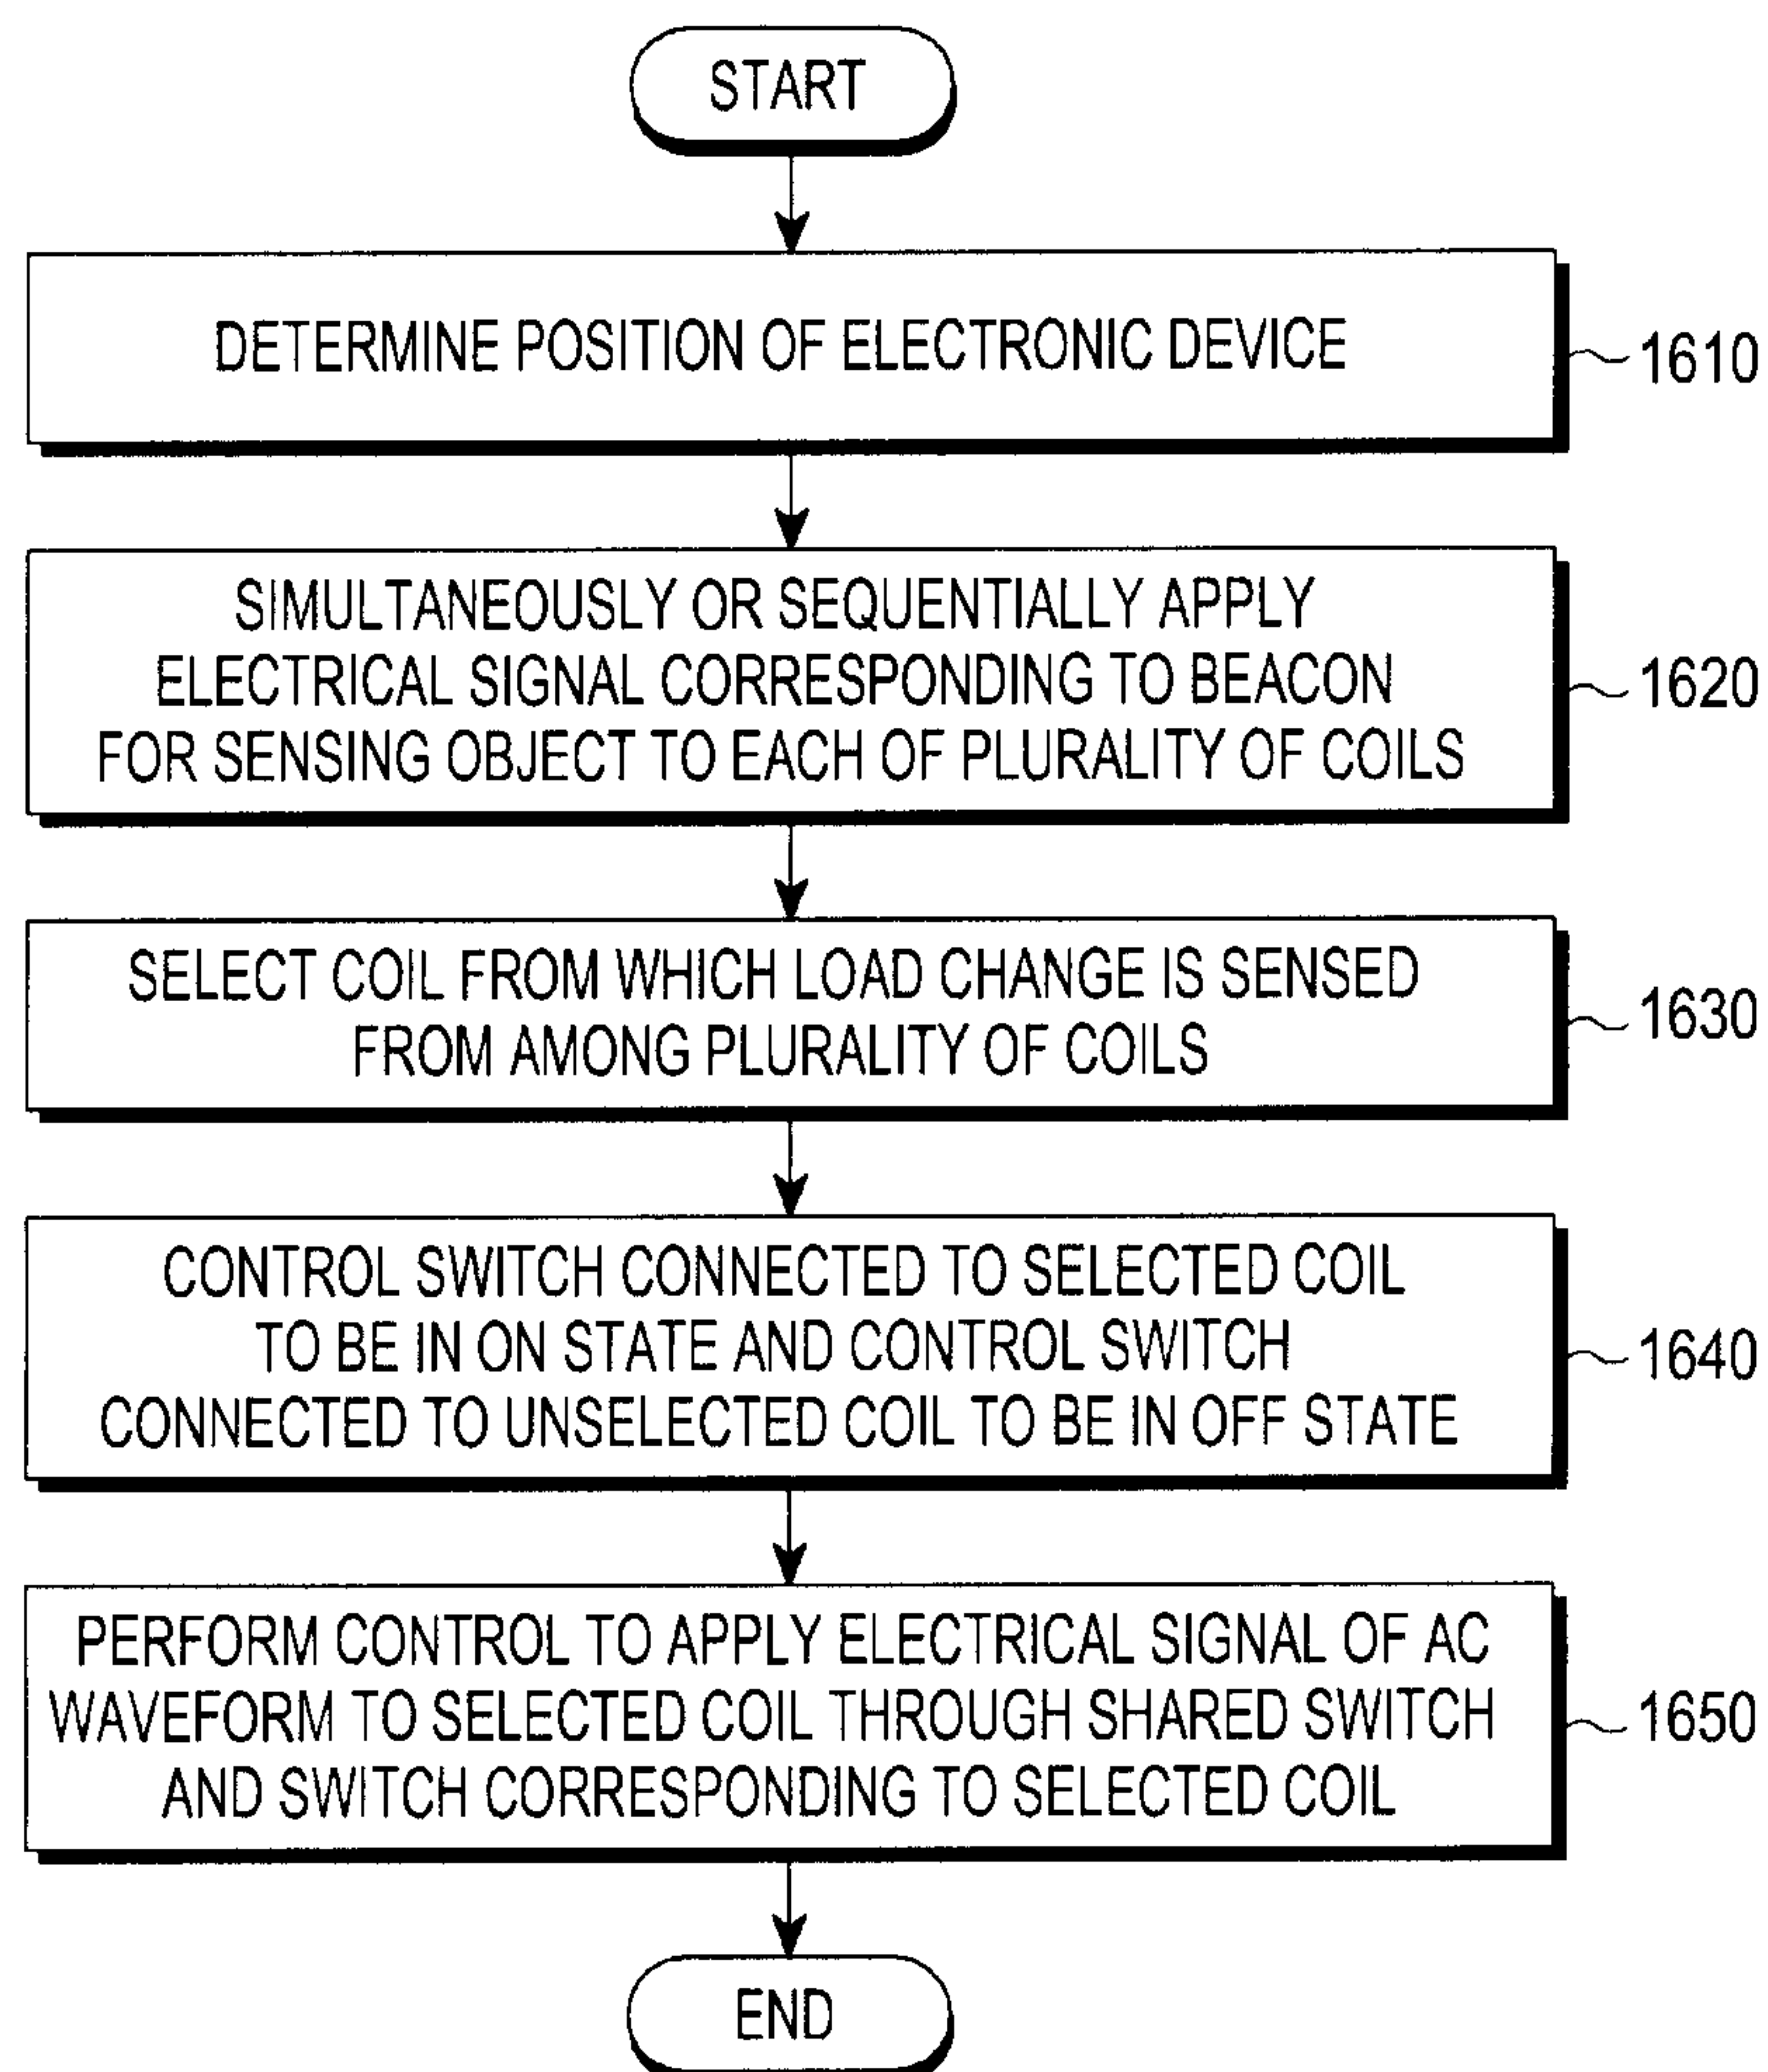 START
DETERMINE POSITION OF ELECTRONIC DEVICE
1610
SIMULTANEOUSLY OR SEQUENTIALLY APPLY
ELECTRICAL SIGNAL CORRESPONDING TO BEACON
FOR SENSING OBJECT TO EACH OF PLURALITY OF COILS
1620
SELECT COIL FROM WHICH LOAD CHANGE IS SENSED
FROM AMONG PLURALITY OF COILS
1630
CONTROL SWITCH CONNECTED TO SELECTED COIL
TO BE IN ON STATE AND CONTROL SWITCH
CONNECTED TO UNSELECTED COIL TO BE IN OFF STATE
1640
PERFORM CONTROL TO APPLY ELECTRICAL SIGNAL OF AC
WAVEFORM TO SELECTED COIL THROUGH SHARED SWITCH
AND SWITCH CORRESPONDING TO SELECTED COIL
1650
END